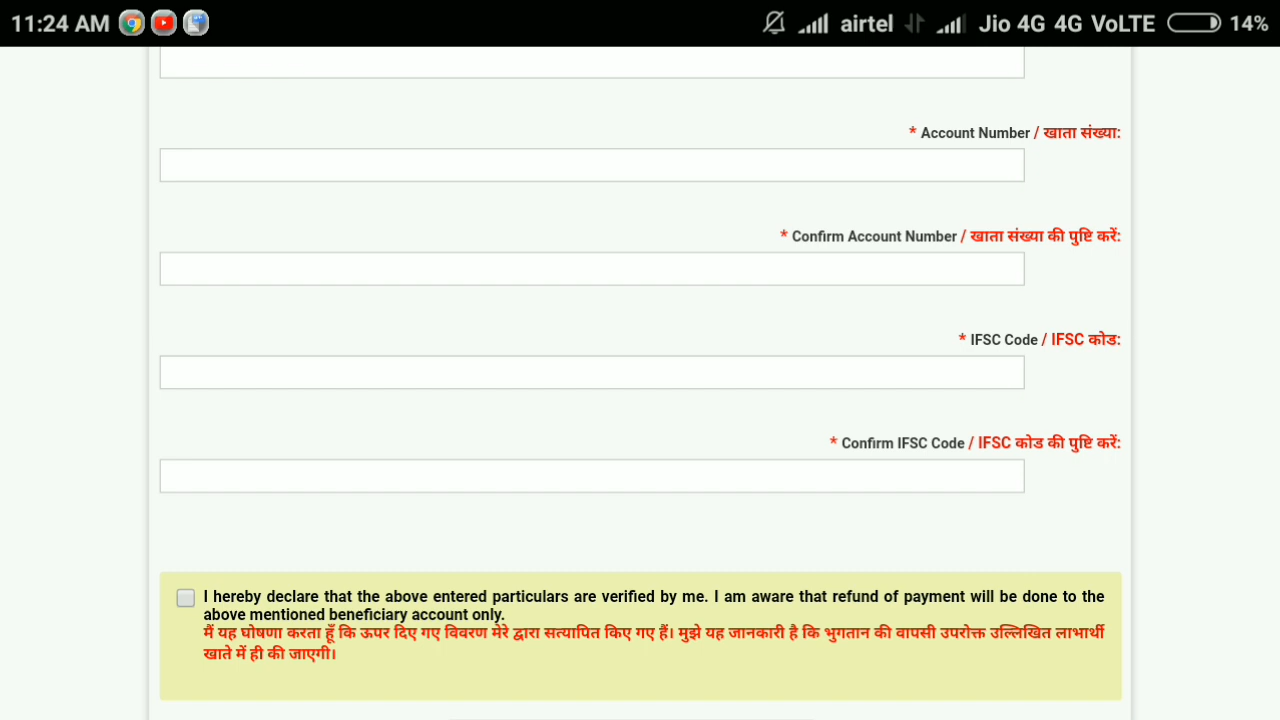 11:24 AM airtel Jio 4G 4G VoLTE 14%
* Account Number / खाता संख्या:
* Confirm Account Number / खाता संख्या की पुष्टि करें:
* IFSC Code / IFSC कोड:
* Confirm IFSC Code / IFSC कोड की पुष्टि करें:
I hereby declare that the above entered particulars are verified by me. I am aware that refund of payment will be done to the
above mentioned beneficiary account only.
मैं यह घोषणा करता हूँ कि ऊपर दिए गए विवरण मेरे द्वारा सत्यापित किए गए हैं। मुझे यह जानकारी है कि भुगतान की वापसी उपरोक्त उल्लिखित लाभार्थी
खाते में ही की जाएगी।